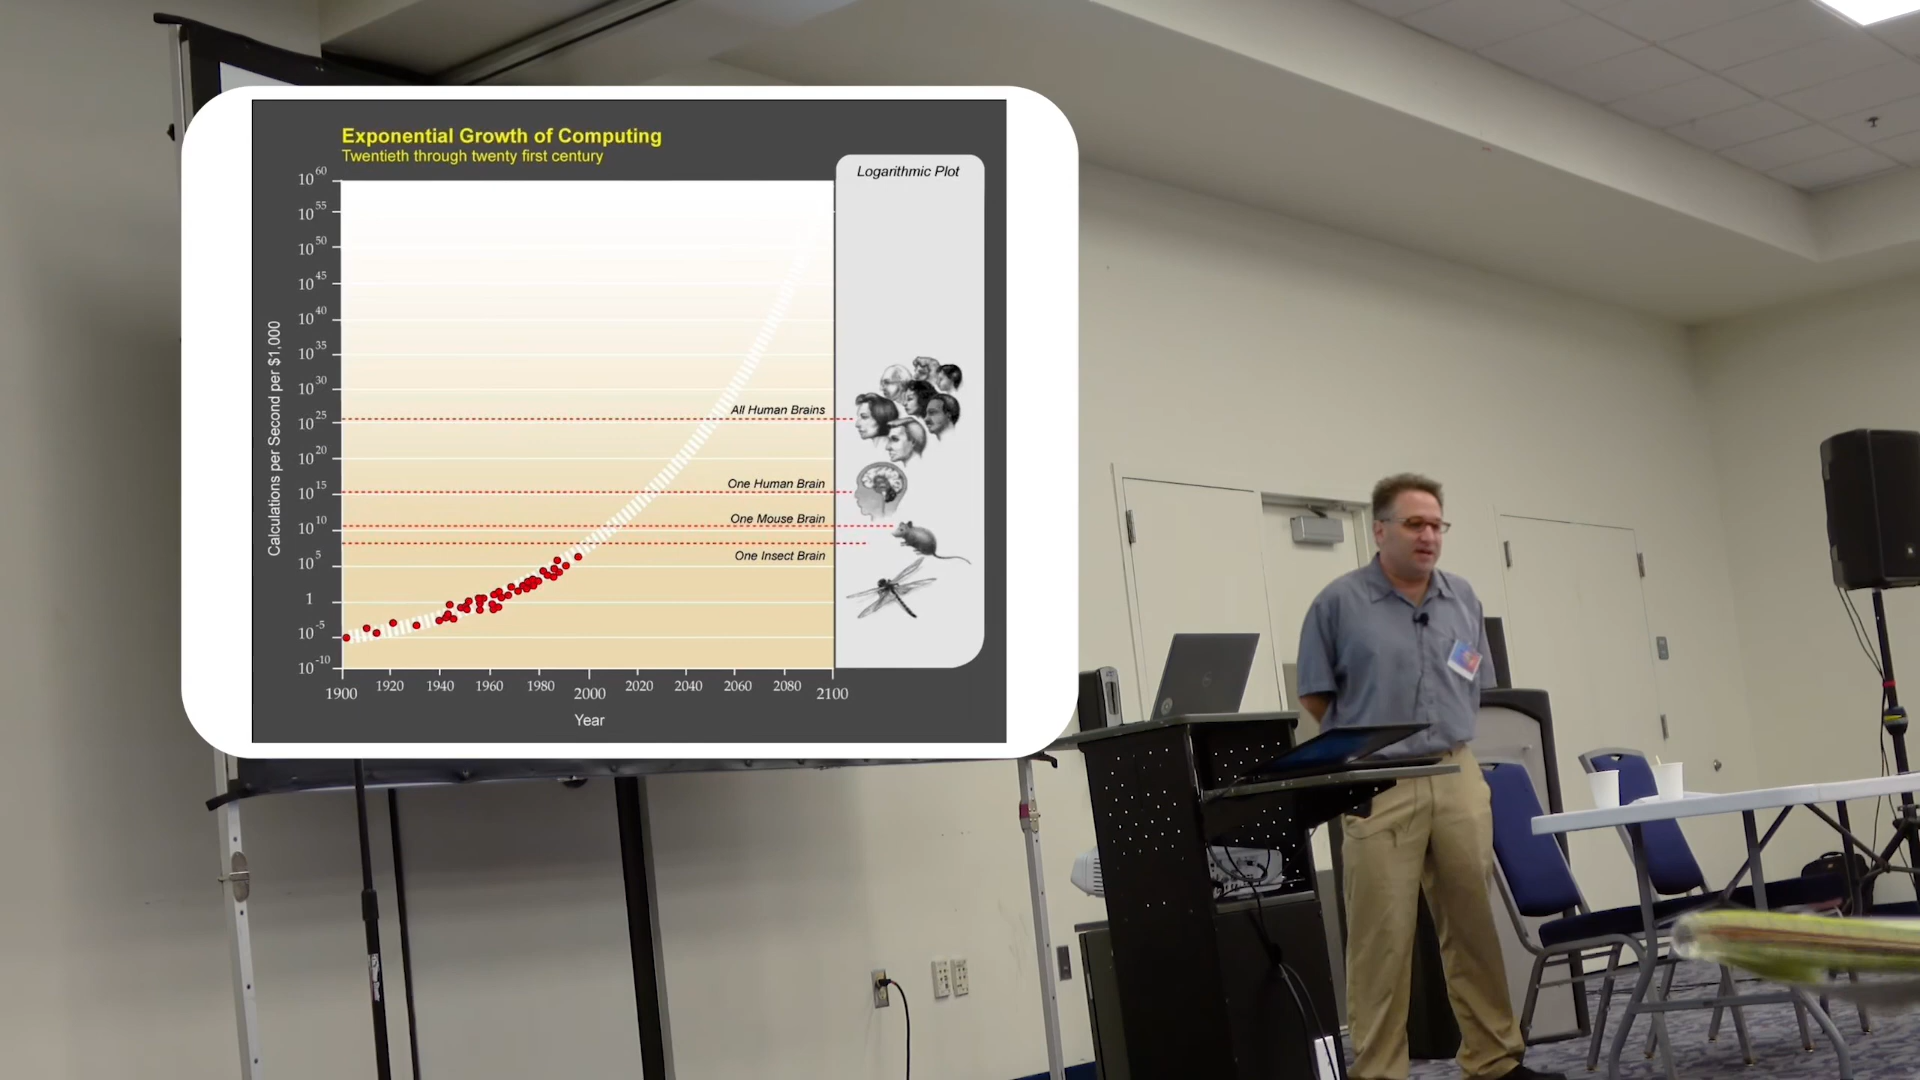 Exponential Growth of Computing
Twentieth through twenty first century
Logarithmic Plot
Calculations per Second per $1,000
10^60
10^55
10^50
10^45
10^40
10^35
10^30
10^25
10^20
10^15
10^10
10^5
1
10^-5
10^-10
All Human Brains
One Human Brain
One Mouse Brain
One Insect Brain
1900 1920 1940 1960 1980 2000 2020 2040 2060 2080 2100
Year